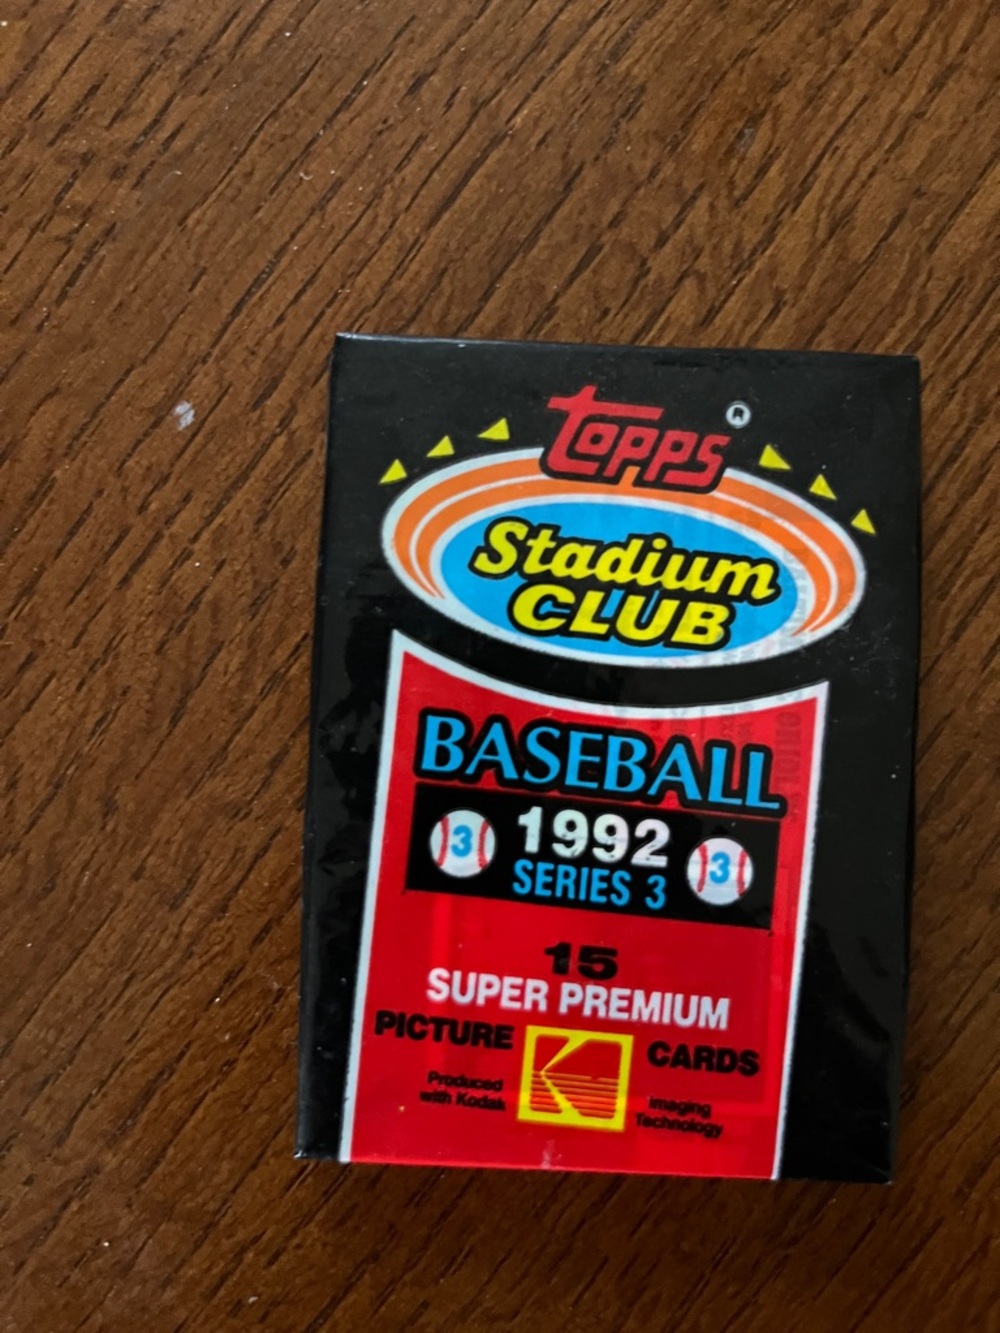 Topps ®
Stadium
CLUB
BASEBALL
3 1992 3
SERIES 3
15
SUPER PREMIUM
PICTURE CARDS
Produced
with Kodak
Imaging
Technology